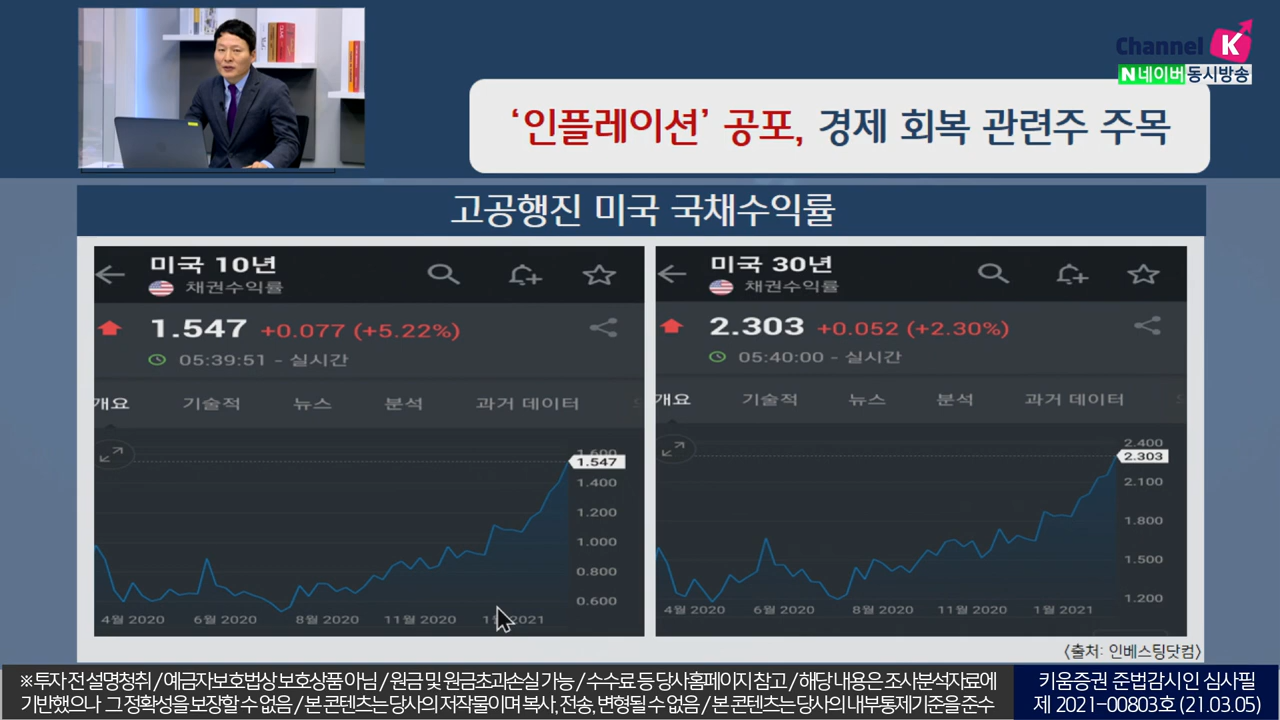 Channel K
N 네이버 동시방송
‘인플레이션’ 공포, 경제 회복 관련주 주목
고공행진 미국 국채수익률
미국 10년
채권수익률
1.547 +0.077 (+5.22%)
05:39:51 - 실시간
개요 기술적 뉴스 분석 과거 데이터
1.600
1.547
1.400
1.200
1.000
0.800
0.600
4월 2020 6월 2020 8월 2020 11월 2020 2021
미국 30년
채권수익률
2.303 +0.052 (+2.30%)
05:40:00 - 실시간
개요 기술적 뉴스 분석 과거 데이터
2.400
2.303
2.100
1.800
1.500
1.200
4월 2020 6월 2020 8월 2020 11월 2020 1월 2021
<출처: 인베스팅닷컴>
※ 투자 전 설명청취 / 예금자보호법상 보호상품 아님 / 원금 및 원금초과손실 가능 / 수수료 등 당사홈페이지 참고 / 해당 내용은 조사분석자료에
기반했으나 그 정확성을 보장할 수 없음 / 본 콘텐츠는 당사의 저작물이며 복사, 전송, 변형될 수 없음 / 본 콘텐츠는 당사의 내부통제기준을 준수
키움증권 준법감시인 심사필
제 2021-00803호 (21.03.05)